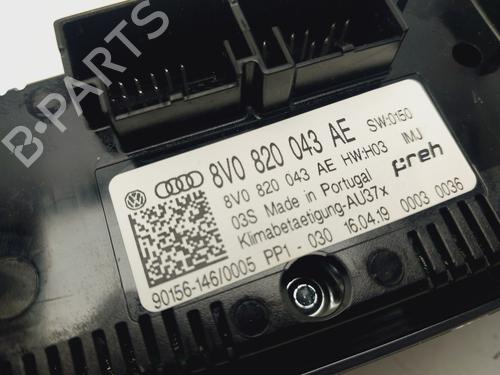 B-PARTS
8V0 820 043 AE SW:0150
8V0 820 043 AE HW:H03 IMJ
03S Made in Portugal preh
Klimabetaetigung-AU37x
90156-146/0005 PP1 - 030 16.04.19 0003 0036